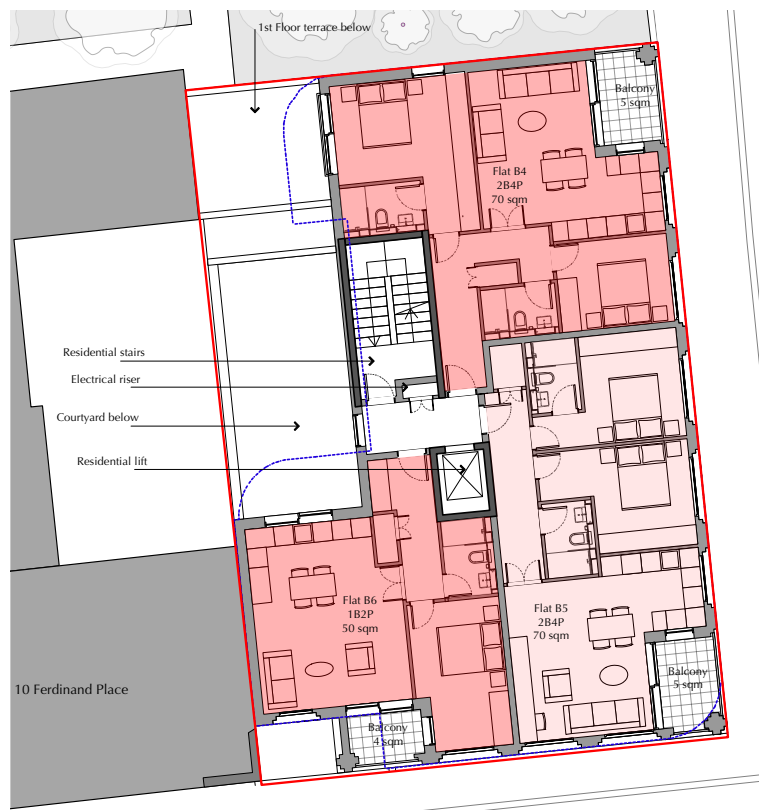 1st Floor terrace below
Balcony
5 sqm
Flat B4
2B4P
70 sqm
Residential stairs
Electrical riser
Courtyard below
Residential lift
Flat B6
1B2P
50 sqm
Flat B5
2B4P
70 sqm
Balcony
5 sqm
10 Ferdinand Place
Balcony
4 sqm